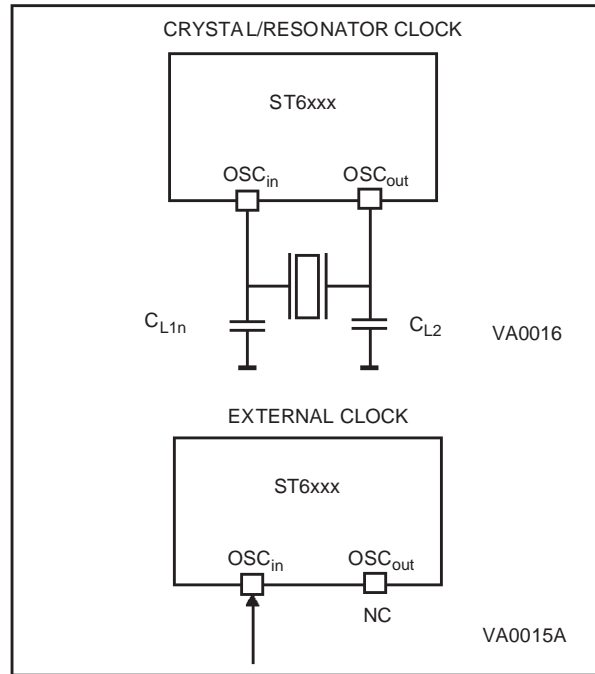 CRYSTAL/RESONATOR CLOCK
ST6xxx
OSCin OSCout
CL1n CL2 VA0016
EXTERNAL CLOCK
ST6xxx
OSCin OSCout
NC
VA0015A